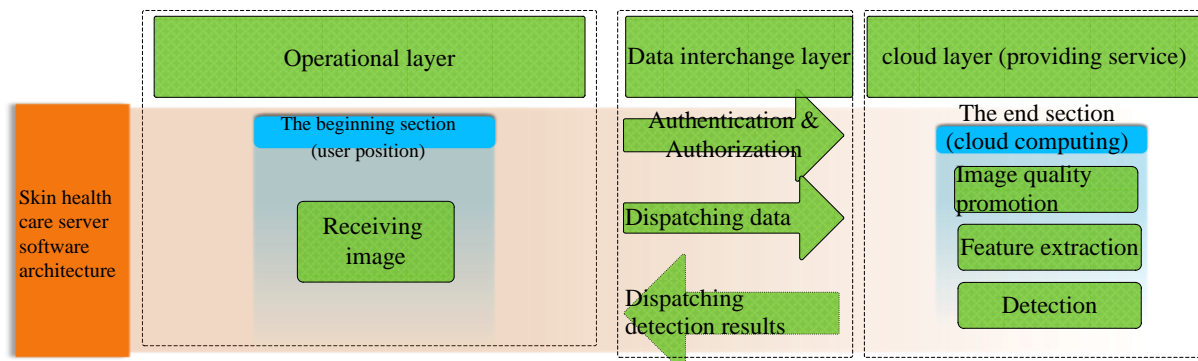 Operational layer
Data interchange layer
cloud layer (providing service)
Skin health
care server
software
architecture
The beginning section
(user position)
Receiving
image
Authentication &
Authorization
Dispatching data
Dispatching
detection results
The end section
(cloud computing)
Image quality
promotion
Feature extraction
Detection